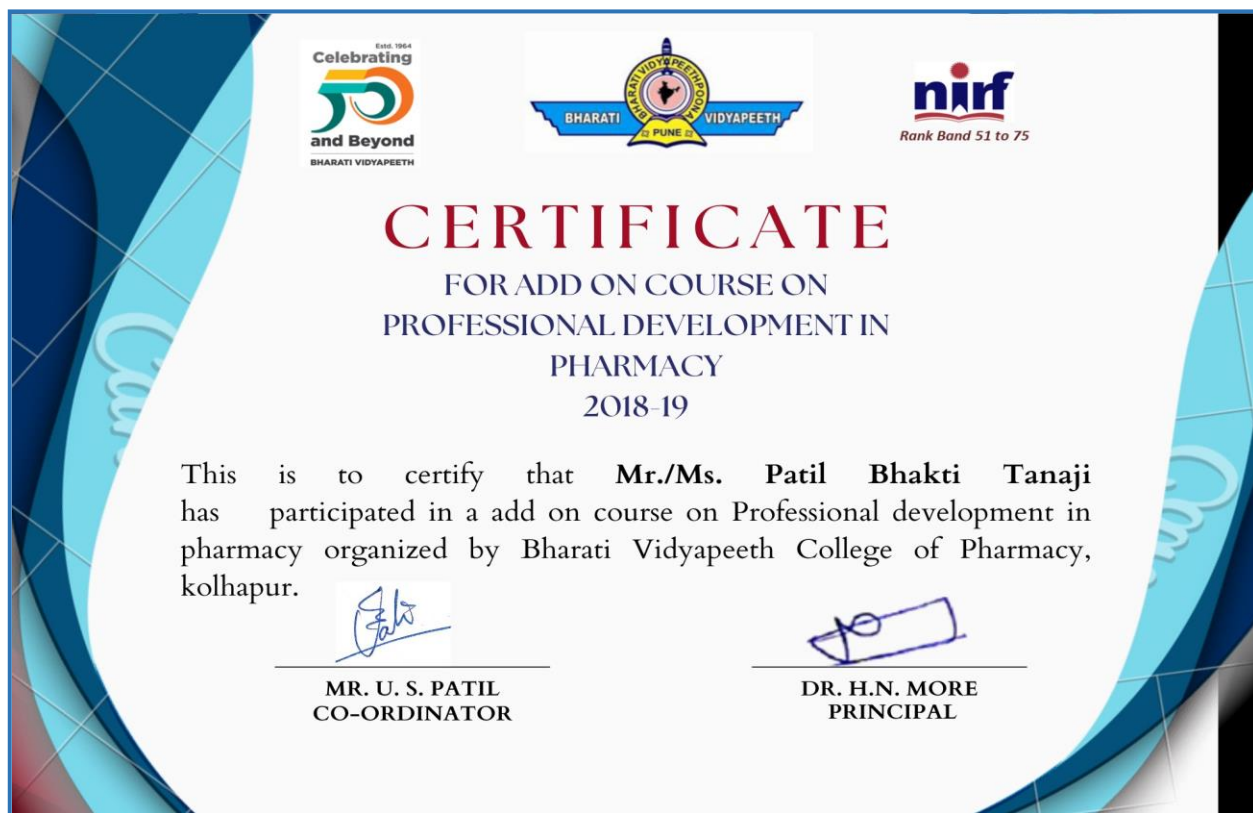 Estd. 1964
Celebrating
50
and Beyond
BHARATI VIDYAPEETH
BHARATI VIDYAPEETH POONA
BHARATI VIDYAPEETH
PUNE
nirf
Rank Band 51 to 75
CERTIFICATE
FOR ADD ON COURSE ON
PROFESSIONAL DEVELOPMENT IN
PHARMACY
2018-19
This is to certify that Mr./Ms. Patil Bhakti Tanaji
has participated in a add on course on Professional development in
pharmacy organized by Bharati Vidyapeeth College of Pharmacy,
kolhapur.
MR. U. S. PATIL
CO-ORDINATOR
DR. H.N. MORE
PRINCIPAL